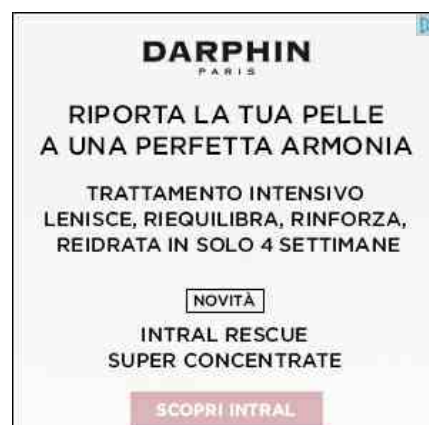 DARPHIN
PARIS
RIPORTA LA TUA PELLE
A UNA PERFETTA ARMONIA
TRATTAMENTO INTENSIVO
LENISCE, RIEQUILIBRA, RINFORZA,
REIDRATA IN SOLO 4 SETTIMANE
NOVITÀ
INTRAL RESCUE
SUPER CONCENTRATE
SCOPRI INTRAL